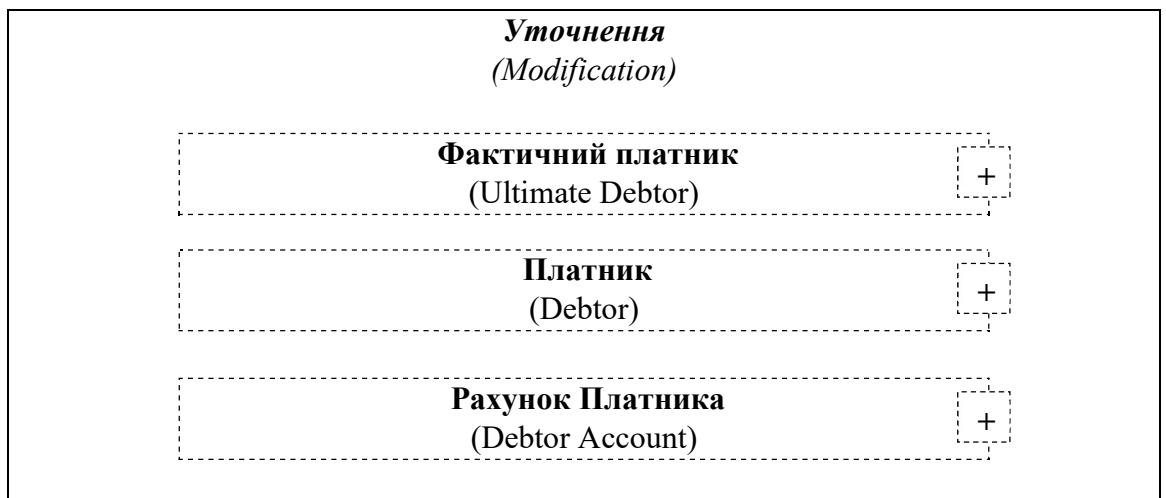 Уточнення
(Modification)
Фактичний платник
(Ultimate Debtor)
+
Платник
(Debtor)
+
Рахунок Платника
(Debtor Account)
+